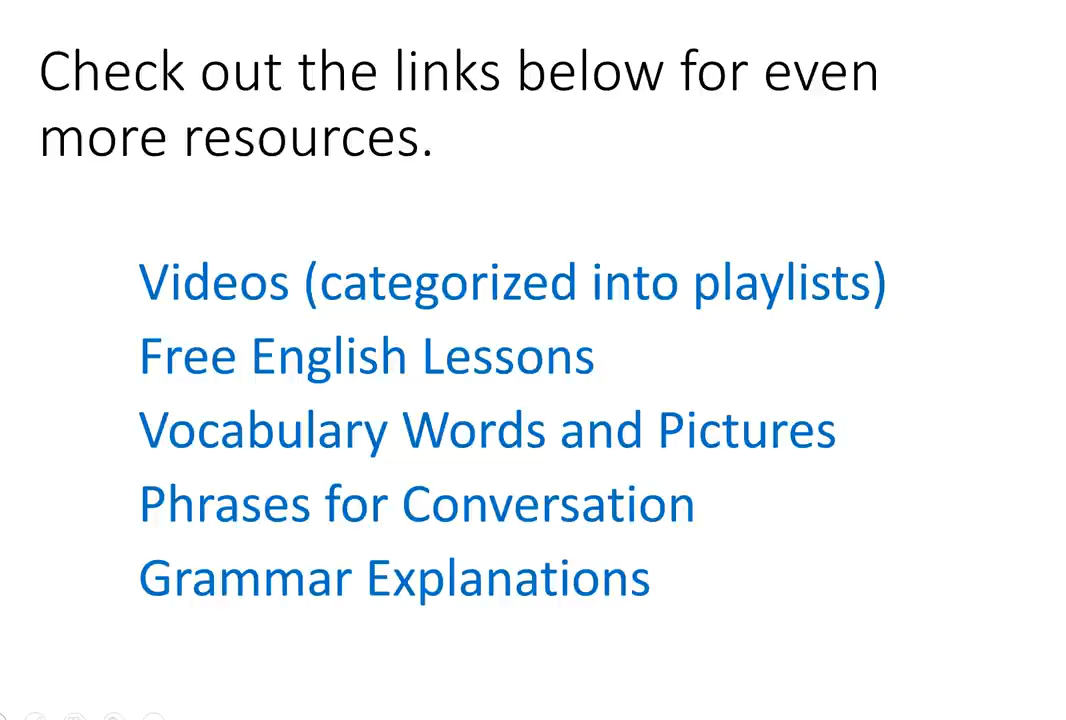 Check out the links below for even
more resources.
Videos (categorized into playlists)
Free English Lessons
Vocabulary Words and Pictures
Phrases for Conversation
Grammar Explanations